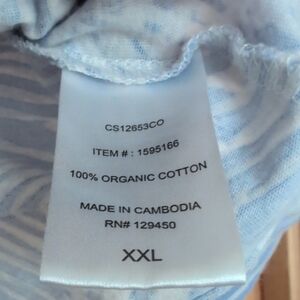 CS12653CO
ITEM # : 1595166
100% ORGANIC COTTON
MADE IN CAMBODIA
RN# 129450
XXL